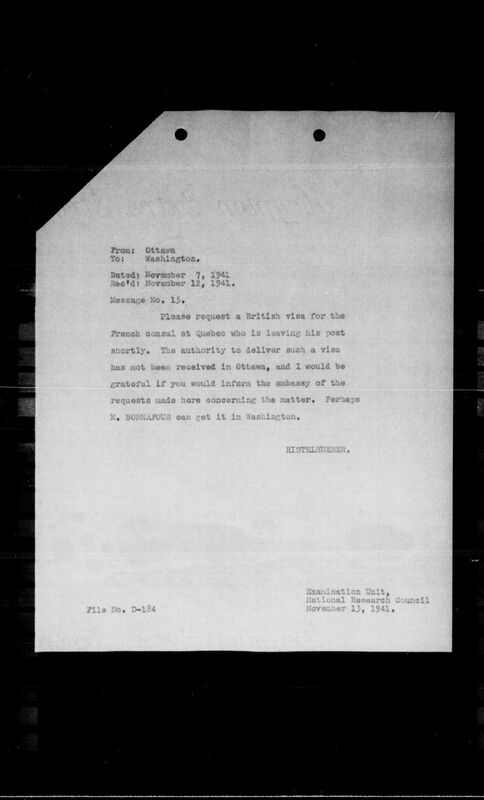 From: Ottawa
To: Washington.
Dated: November 7, 1941
Rec'd: November 12, 1941.
Message No. 15.
Please request a British visa for the
French consul at Quebec who is leaving his post
shortly. The authority to deliver such a visa
has not been received in Ottawa, and I would be
grateful if you would inform the embassy of the
requests made here concerning the matter. Perhaps
M. BONNAFOUS can get it in Washington.
RISTELHUEBER.
Examination Unit,
National Research Council
November 13, 1941.
File No. D-184